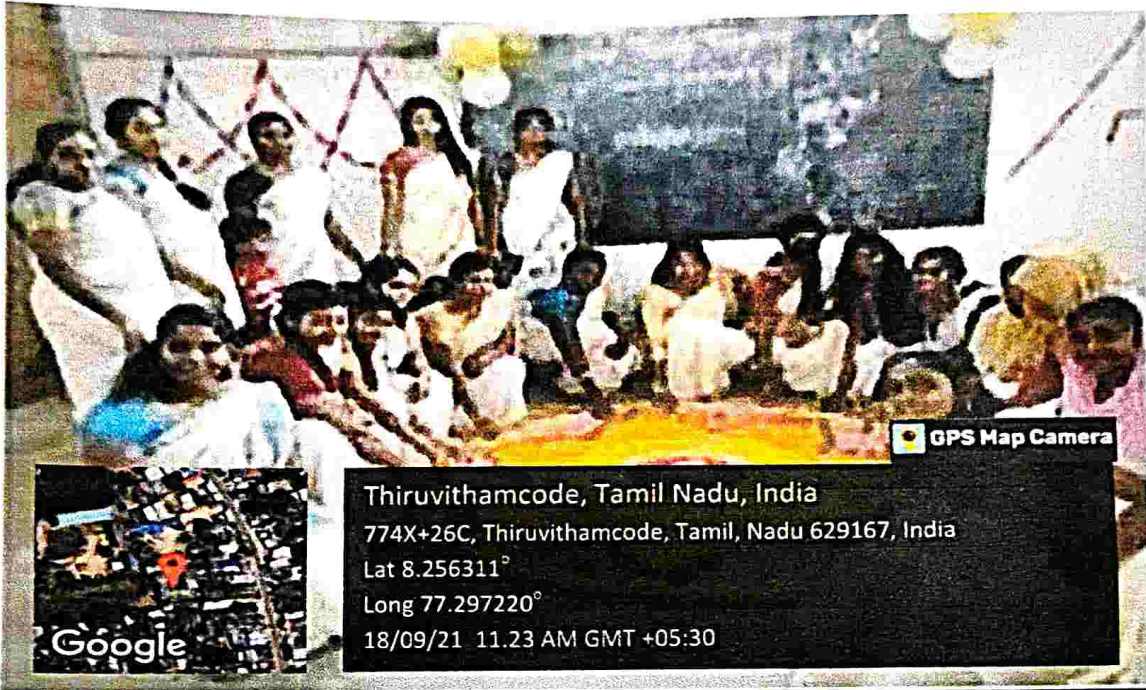 GPS Map Camera
Thiruvithamcode, Tamil Nadu, India
774X+26C, Thiruvithamcode, Tamil, Nadu 629167, India
Lat 8.256311°
Long 77.297220°
18/09/21 11.23 AM GMT +05:30
Google